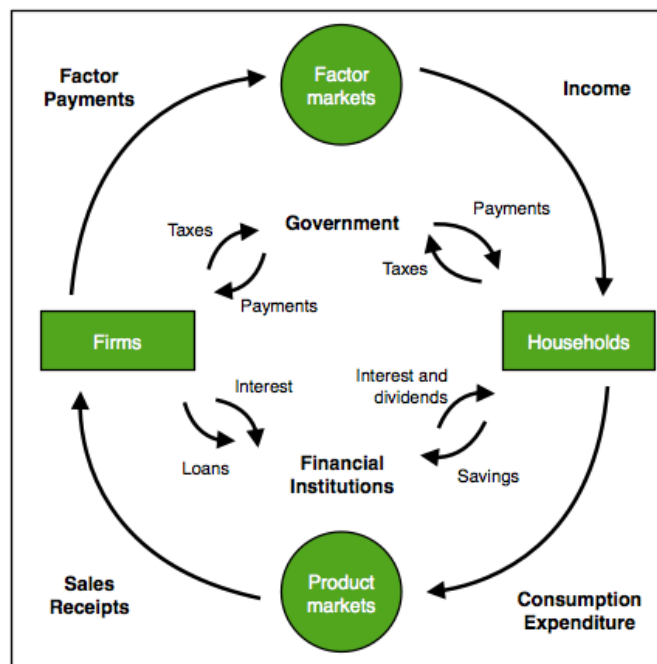 Factor
Payments
Factor
markets
Income
Government
Payments
Taxes
Taxes
Payments
Firms
Households
Interest
Interest and
dividends
Loans
Financial
Institutions
Savings
Sales
Receipts
Product
markets
Consumption
Expenditure